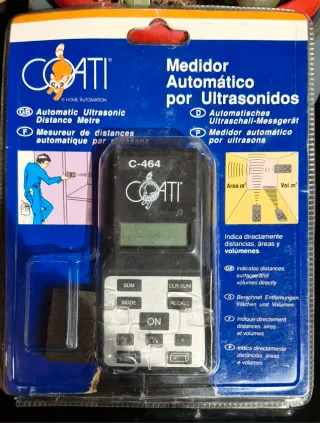 COATI®
HOME AUTOMATION
Medidor
Automático
por Ultrasonidos
GB Automatic Ultrasonic
Distance Metre
F Mesureur de distances
automatique par ultrasons
D Automatisches
Ultraschall-Messgerät
P Medidor automático
por ultrasons
C-464
COATI
Area m²
Vol m³
SUM
CLR SUM
MODE
RECALL
ON
Indica directamente
distancias, áreas y
volúmenes
GB Indicates distances,
surfaces and
volumes directly
D Berechnet Entfernungen,
Flächen und Volumen
F Indique directement
distances, aires
et volumes
P Indica directamente
distâncias, áreas
e volumes